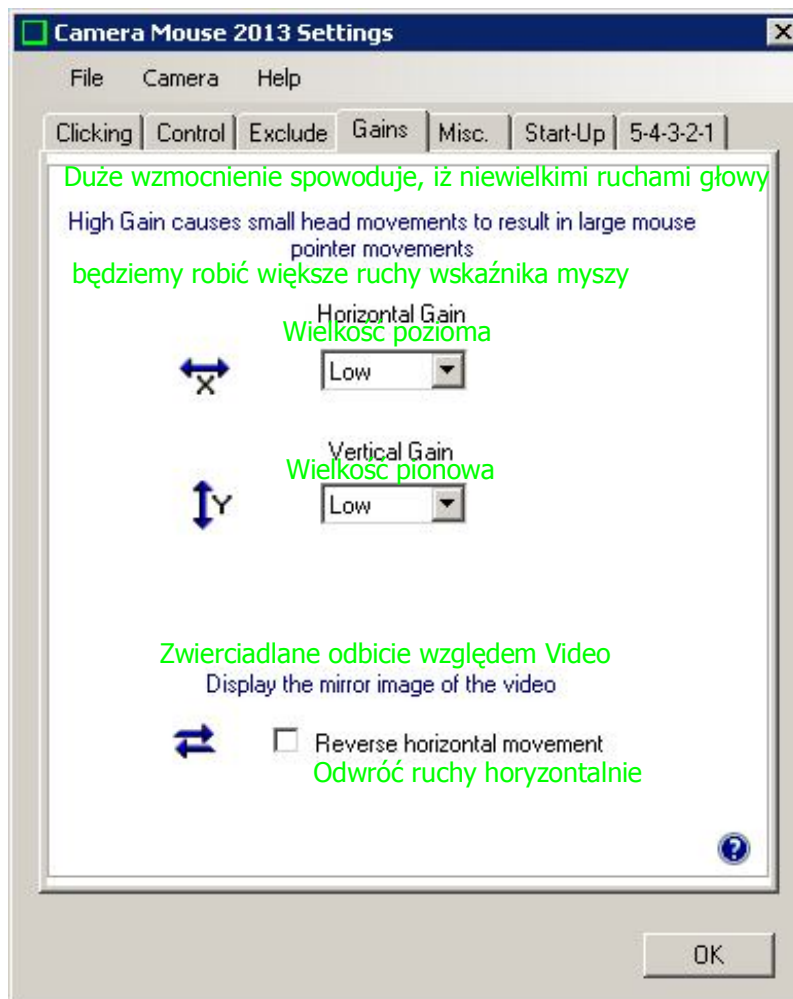 Camera Mouse 2013 Settings
File Camera Help
Clicking Control Exclude Gains Misc. Start-Up 5-4-3-2-1
Duże wzmocnienie spowoduje, iż niewielkimi ruchami głowy
High Gain causes small head movements to result in large mouse
pointer movements
będziemy robić większe ruchy wskaźnika myszy
Horizontal Gain
Wielkość pozioma
X
Low
Vertical Gain
Wielkość pionowa
Y
Low
Zwierciadlane odbicie względem Video
Display the mirror image of the video
Reverse horizontal movement
Odwróć ruchy horyzontalnie
?
OK